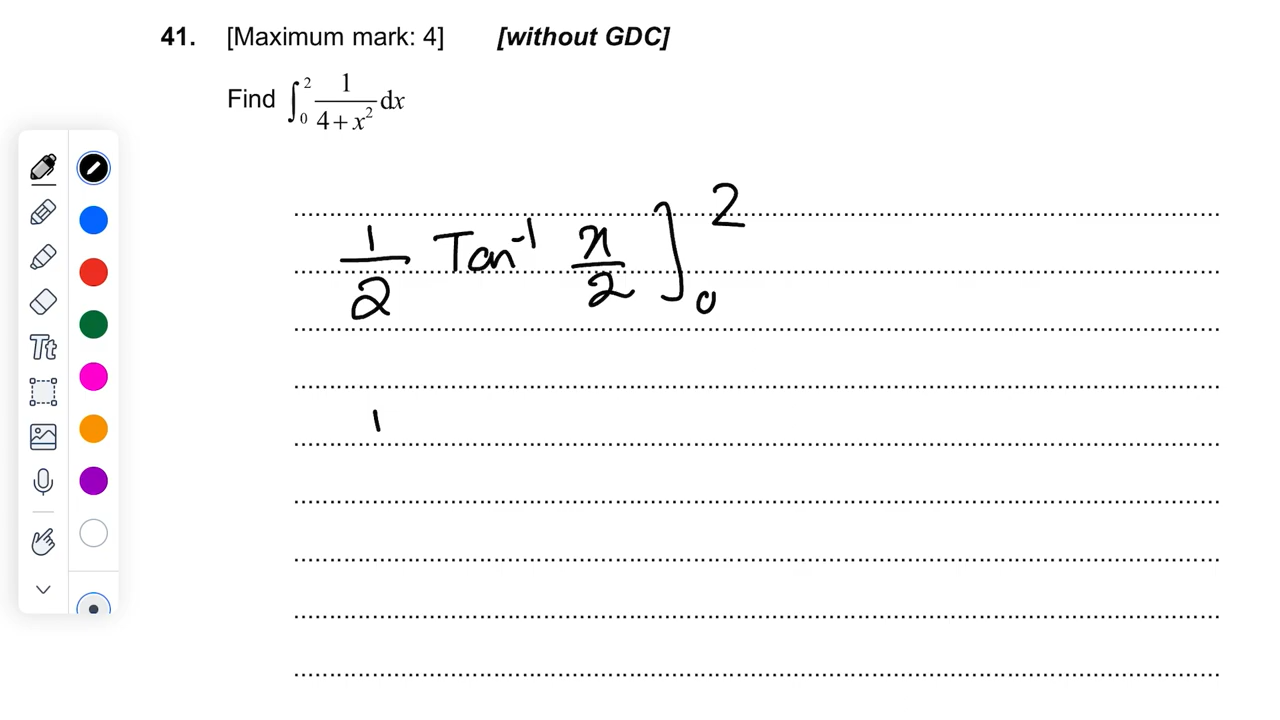 41. [Maximum mark: 4] [without GDC]
Find ∫₀² 1/(4 + x²) dx
1/2 Tan⁻¹ x/2 ]₀²
1
Tt